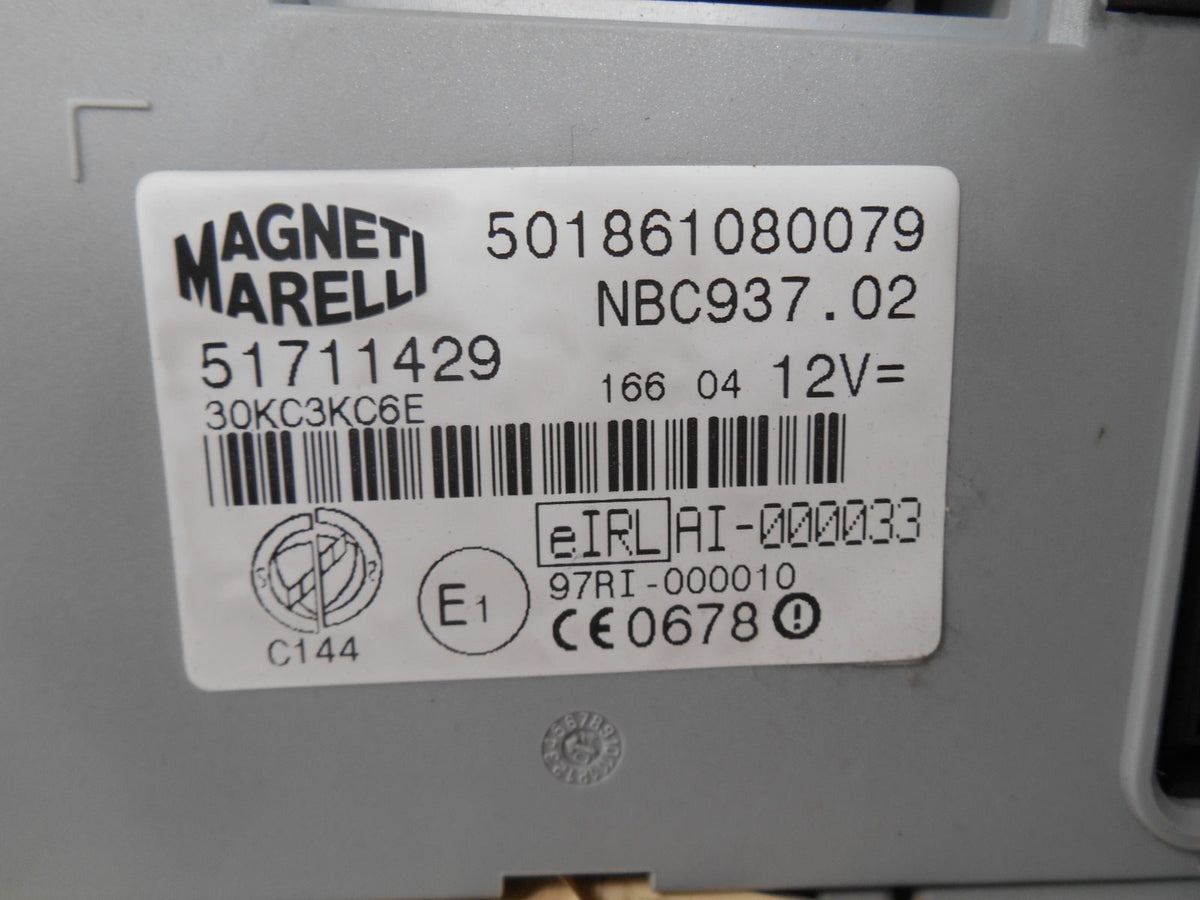 MAGNETI
MARELLI
501861080079
NBC937.02
51711429
166 04 12V=
30KC3KC6E
eIRL AI-000033
97RI-000010
E1
CE0678
C144